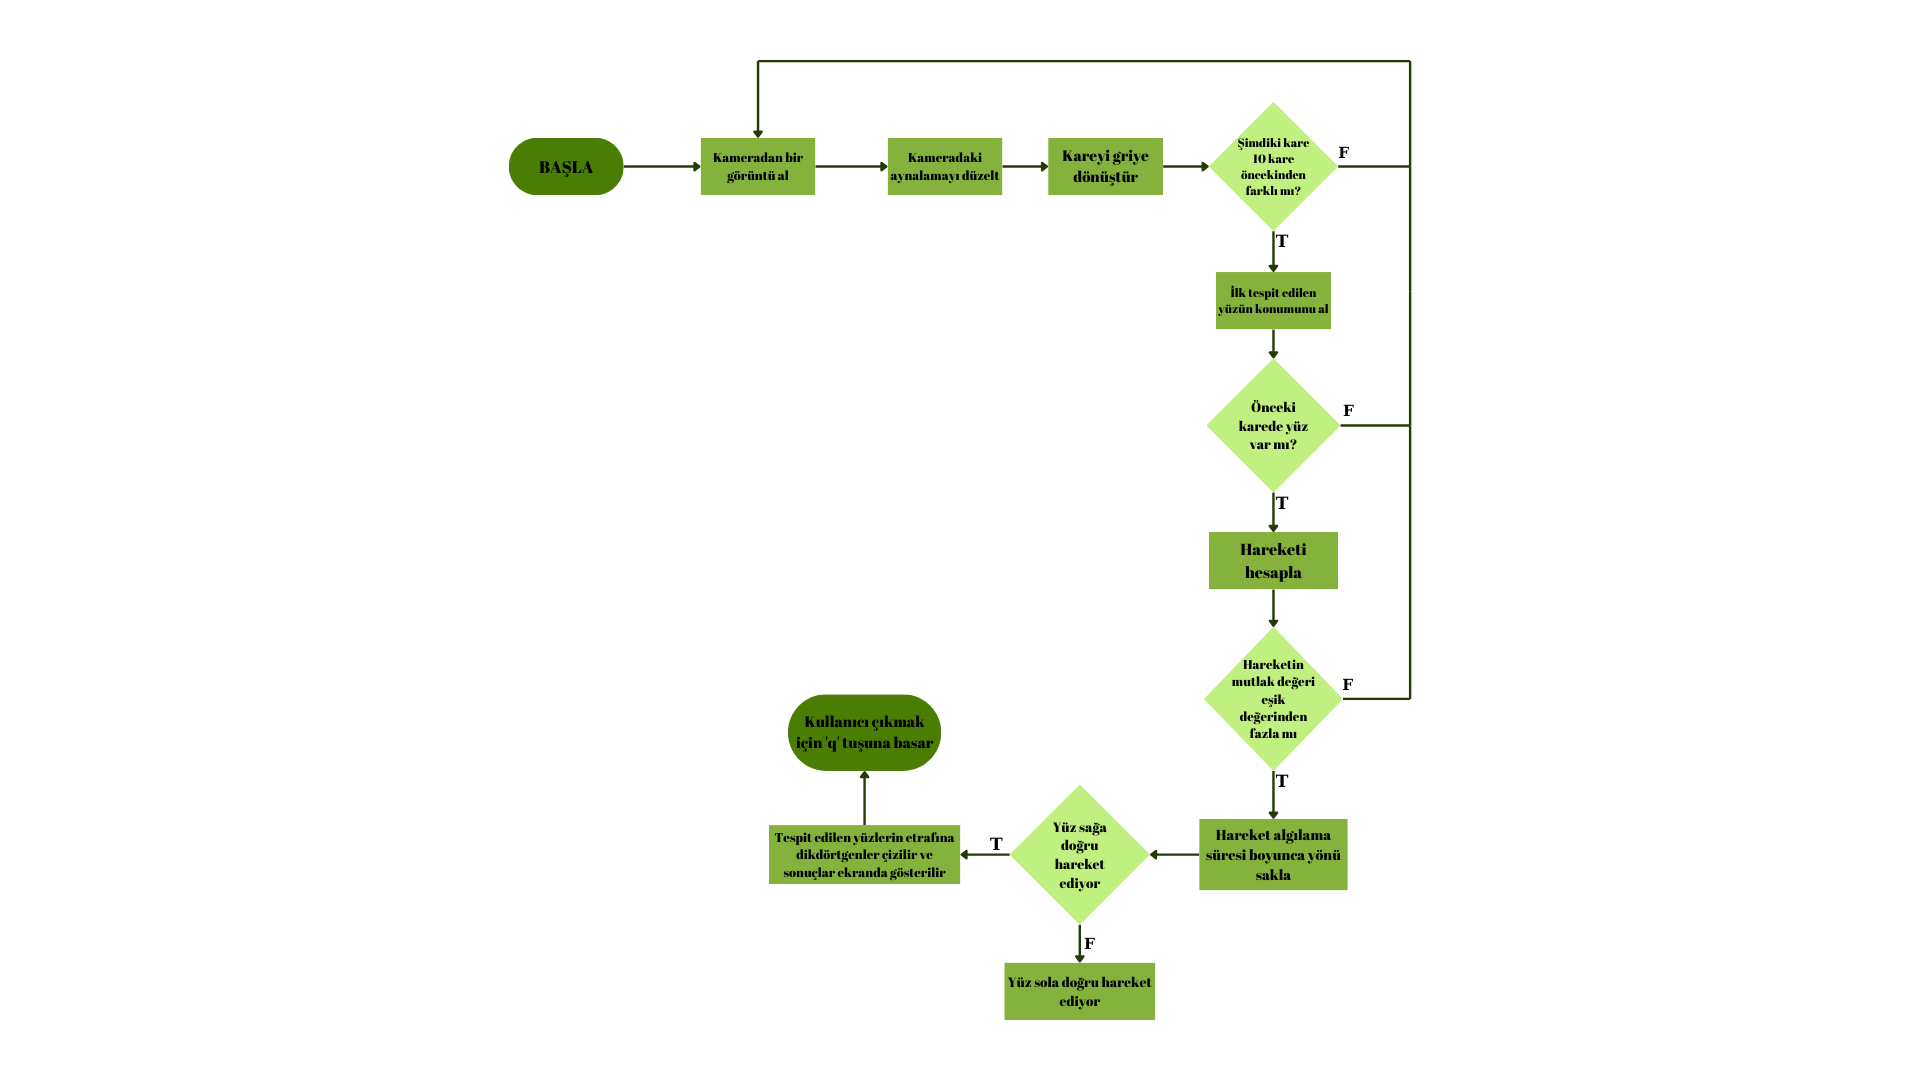 BAŞLA
Kameradan bir
görüntü al
Kameradaki
aynalamayı düzelt
Kareyi griye
dönüştür
Şimdiki kare
10 kare
öncekinden
farklı mı?
F
T
İlk tespit edilen
yüzün konumunu al
Önceki
karede yüz
var mı?
F
T
Hareketi
hesapla
Hareketin
mutlak değeri
eşik
değerinden
fazla mı
F
T
Hareket algılama
süresi boyunca yönü
sakla
Yüz sağa
doğru
hareket
ediyor
T
F
Tespit edilen yüzlerin etrafına
dikdörtgenler çizilir ve
sonuçlar ekranda gösterilir
Kullanıcı çıkmak
için 'q' tuşuna basar
Yüz sola doğru hareket
ediyor